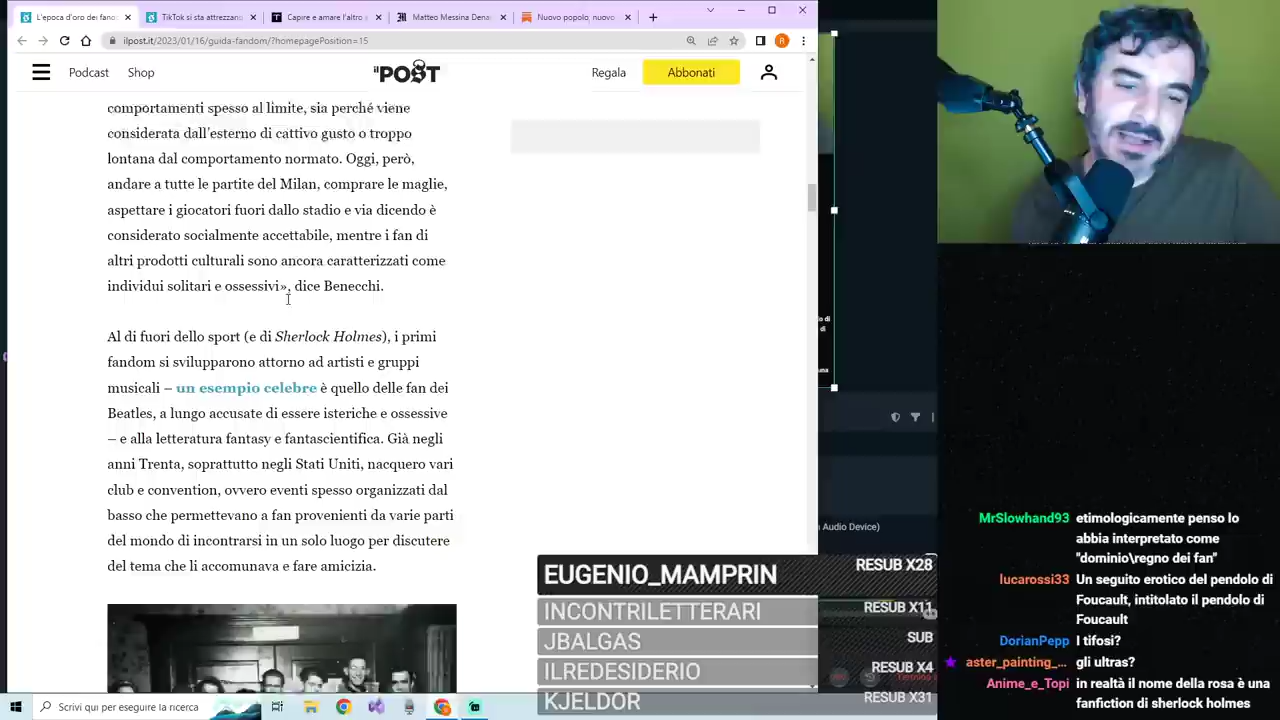 L'epoca d'oro dei fando
TikTok si sta attrezzano
Capire e amare l'altro e
Matteo Messina Dena
Nuovo popolo, nuovo
ilpost.it/2023/01/16/guida-fandom/?homepagePosition=15
R
Podcast
Shop
IL POST
Regala
Abbonati
comportamenti spesso al limite, sia perché viene
considerata dall'esterno di cattivo gusto o troppo
lontana dal comportamento normato. Oggi, però,
andare a tutte le partite del Milan, comprare le maglie,
aspettare i giocatori fuori dallo stadio e via dicendo è
considerato socialmente accettabile, mentre i fan di
altri prodotti culturali sono ancora caratterizzati come
individui solitari e ossessivi», dice Benecchi.
Al di fuori dello sport (e di Sherlock Holmes), i primi
fandom si svilupparono attorno ad artisti e gruppi
musicali – un esempio celebre è quello delle fan dei
Beatles, a lungo accusate di essere isteriche e ossessive
– e alla letteratura fantasy e fantascientifica. Già negli
anni Trenta, soprattutto negli Stati Uniti, nacquero vari
club e convention, ovvero eventi spesso organizzati dal
basso che permettevano a fan provenienti da varie parti
del mondo di incontrarsi in un solo luogo per discutere
del tema che li accomunava e fare amicizia.
Audio Device)
EUGENIO_MAMPRIN RESUB X28
INCONTRILETTERARI RESUB X11
JBALGAS SUB
ILREDESIDERIO RESUB X4
KJELDOR RESUB X31
MrSlowhand93 etimologicamente penso lo
abbia interpretato come
"dominio\regno dei fan"
lucarossi33 Un seguito erotico del pendolo di
Foucault, intitolato il pendolo di
Foucault
DorianPepp I tifosi?
aster_painting_... gli ultras?
Anime_e_Topi in realtà il nome della rosa è una
fanfiction di sherlock holmes
Scrivi qui per eseguire la ricerca